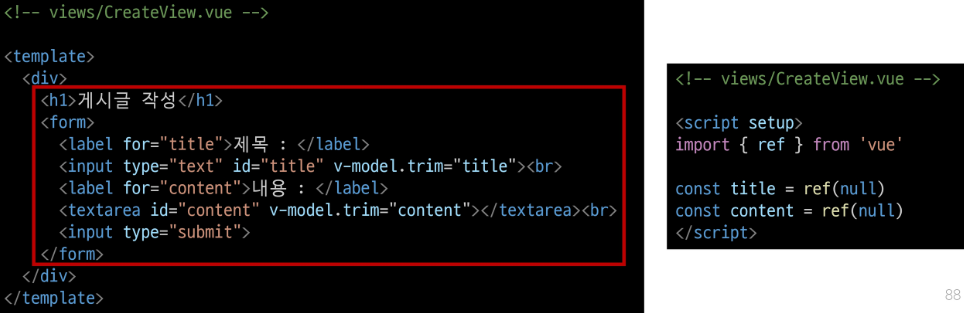 <!-- views/CreateView.vue -->
<template>
<div>
<h1>게시글 작성</h1>
<form>
<label for="title">제목 : </label>
<input type="text" id="title" v-model.trim="title"><br>
<label for="content">내용 : </label>
<textarea id="content" v-model.trim="content"></textarea><br>
<input type="submit">
</form>
</div>
</template>
<!-- views/CreateView.vue -->
<script setup>
import { ref } from 'vue'
const title = ref(null)
const content = ref(null)
</script>
88